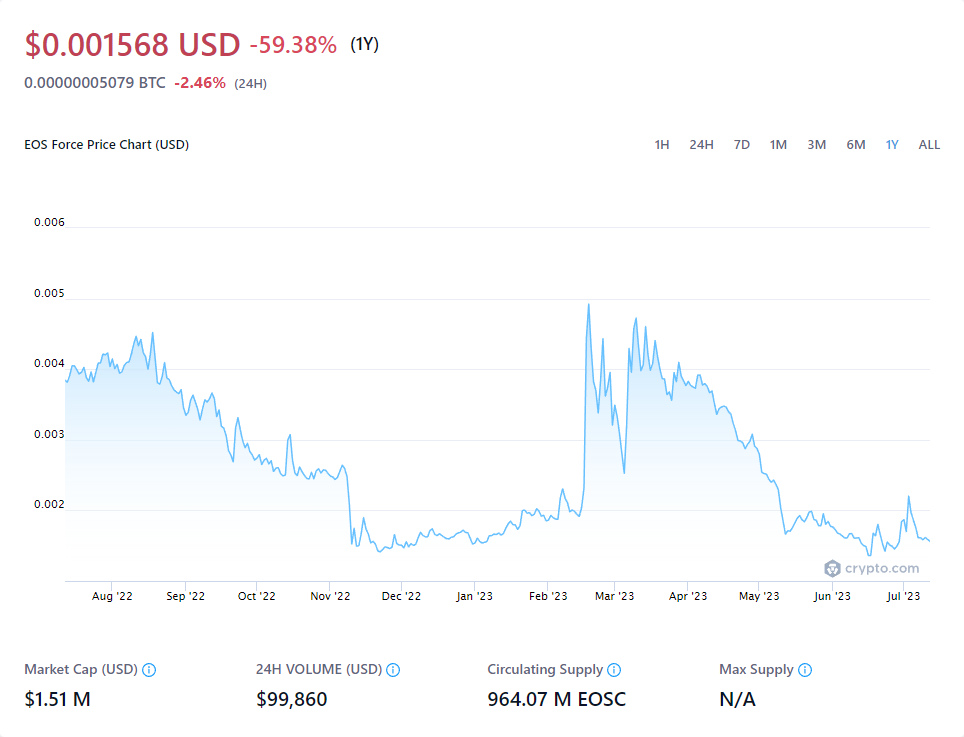 $0.001568 USD -59.38% (1Y)
0.00000005079 BTC -2.46% (24H)
EOS Force Price Chart (USD) 1H 24H 7D 1M 3M 6M 1Y ALL
0.006
0.005
0.004
0.003
0.002
crypto.com
Aug '22 Sep '22 Oct '22 Nov '22 Dec '22 Jan '23 Feb '23 Mar '23 Apr '23 May '23 Jun '23 Jul '23
Market Cap (USD) 24H VOLUME (USD) Circulating Supply Max Supply
$1.51 M $99,860 964.07 M EOSC N/A